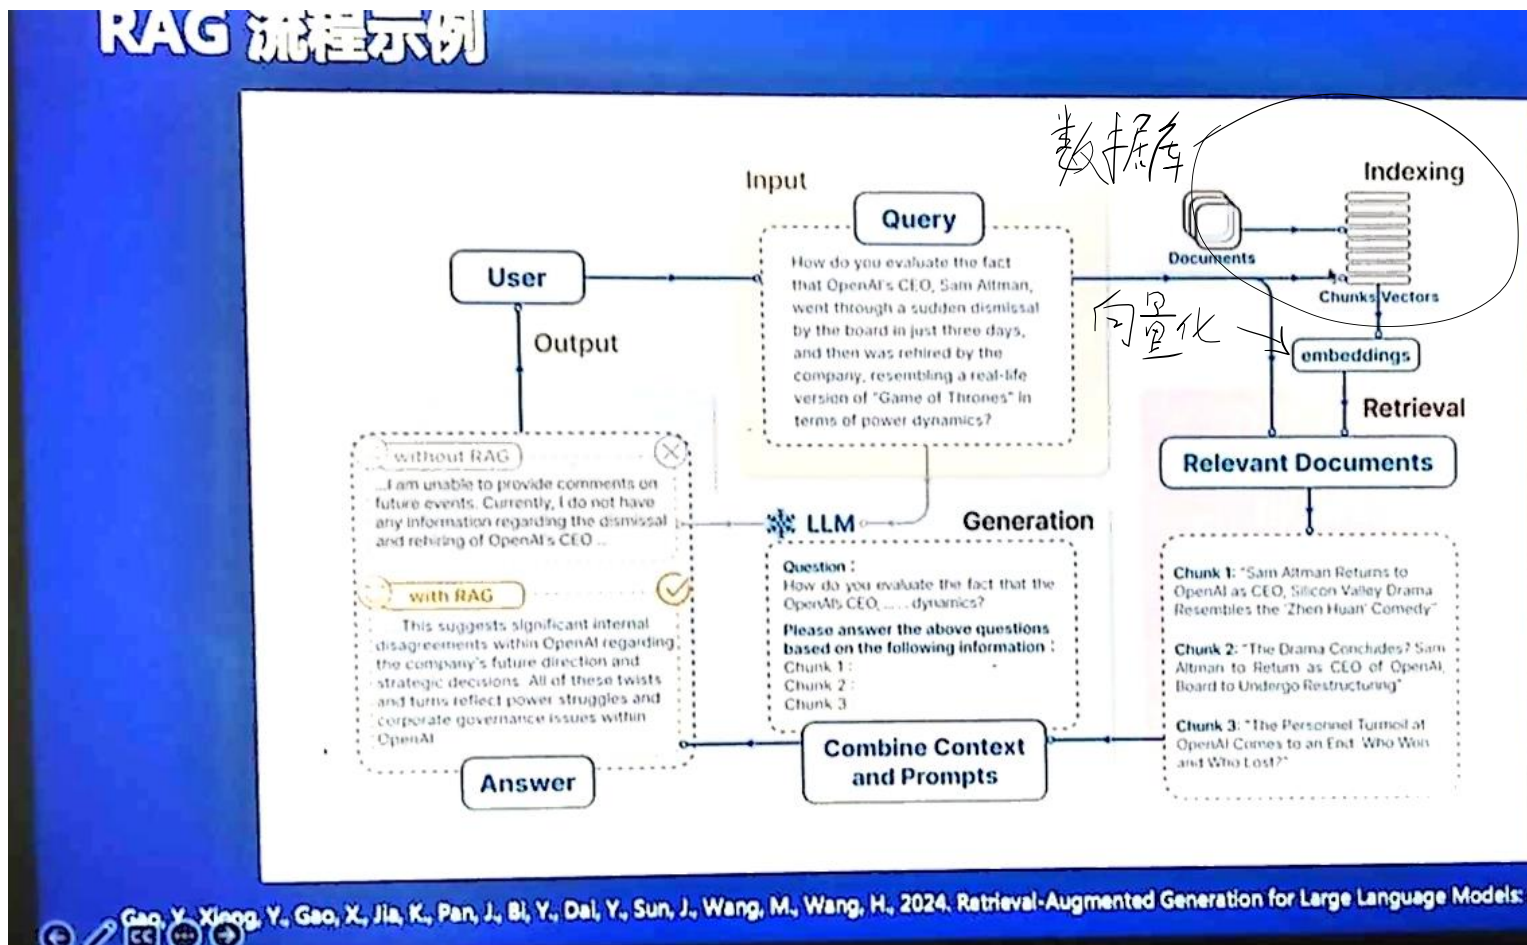 RAG 流程示例
数据库
Indexing
Input
Query
Documents
User
How do you evaluate the fact
that OpenAI's CEO, Sam Altman,
went through a sudden dismissal
by the board in just three days,
and then was rehired by the
company, resembling a real-life
version of "Game of Thrones" in
terms of power dynamics?
Chunks Vectors
向量化
embeddings
Output
Retrieval
Relevant Documents
without RAG
...I am unable to provide comments on
future events. Currently, I do not have
any information regarding the dismissal
and rehiring of OpenAI's CEO ...
LLM
Generation
with RAG
This suggests significant internal
disagreements within OpenAI regarding
the company's future direction and
strategic decisions. All of these twists
and turns reflect power struggles and
corporate governance issues within
OpenAI
Answer
Question :
How do you evaluate the fact that the
OpenAI's CEO, ..... dynamics?
Please answer the above questions
based on the following information :
Chunk 1 :
Chunk 2 :
Chunk 3
Combine Context
and Prompts
Chunk 1: "Sam Altman Returns to
OpenAI as CEO, Silicon Valley Drama
Resembles the 'Zhen Huan' Comedy"
Chunk 2: "The Drama Concludes? Sam
Altman to Return as CEO of OpenAI,
Board to Undergo Restructuring"
Chunk 3: "The Personnel Turmoil at
OpenAI Comes to an End Who Won
and Who Lost?"
Gao, Y., Xiong, Y., Gao, X., Jia, K., Pan, J., Bi, Y., Dai, Y., Sun, J., Wang, M., Wang, H., 2024. Retrieval-Augmented Generation for Large Language Models: